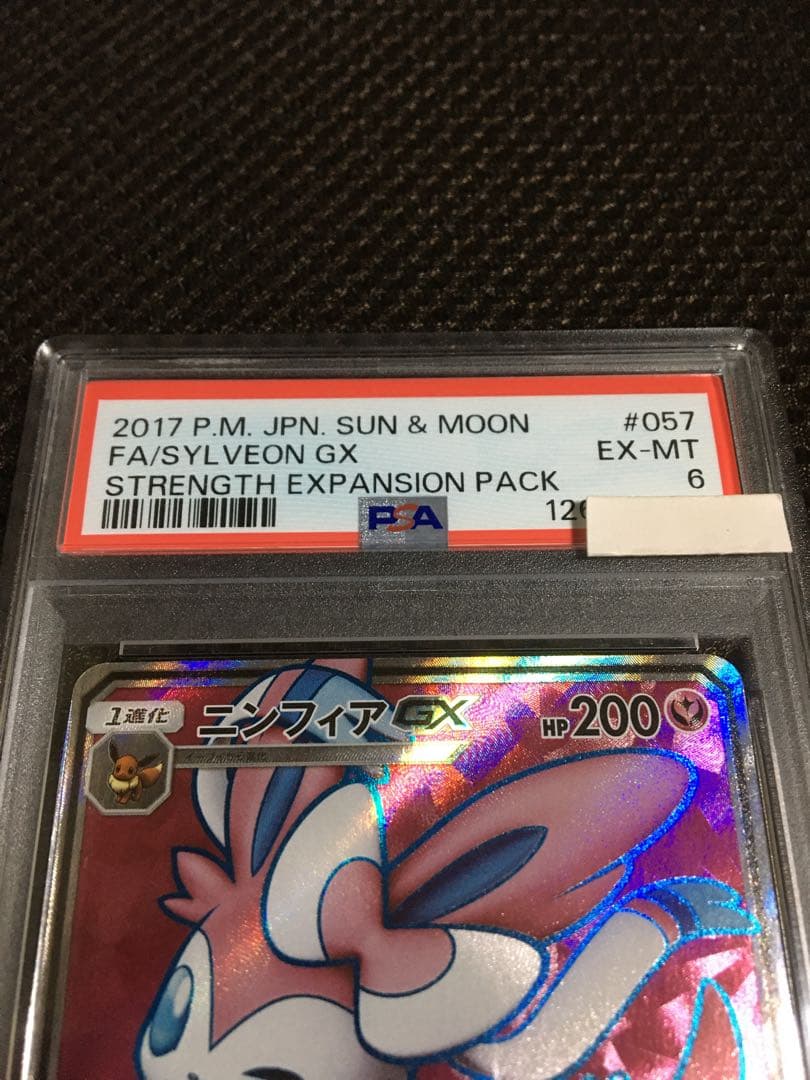 2017 P.M. JPN. SUN & MOON #057
FA/SYLVEON GX EX-MT
STRENGTH EXPANSION PACK 6
PSA 126
1進化 ニンフィアGX HP200